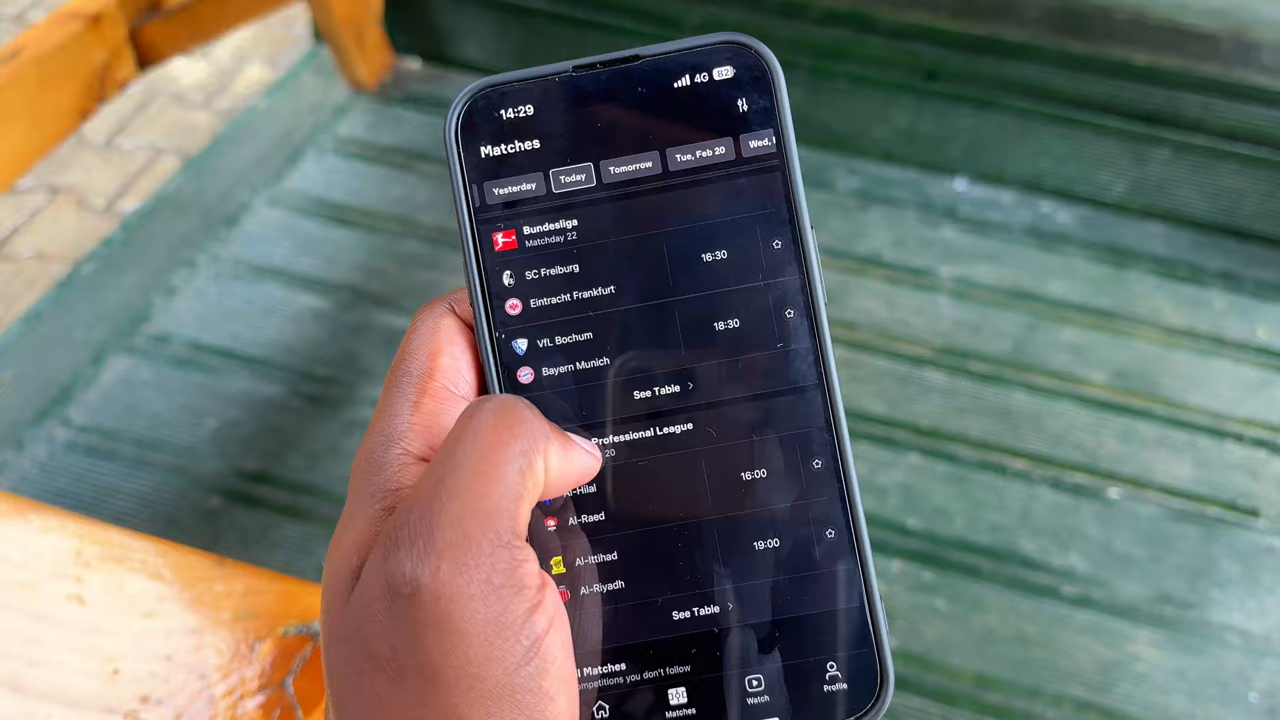 14:29
4G 82
Matches
Yesterday Today Tomorrow Tue, Feb 20 Wed,
Bundesliga
Matchday 22
SC Freiburg
16:30
Eintracht Frankfurt
VfL Bochum
18:30
Bayern Munich
See Table
Professional League
20
Al-Hilal
16:00
Al-Raed
Al-Ittihad
19:00
Al-Riyadh
See Table
Matches
you don't follow
Matches
Watch
Profile